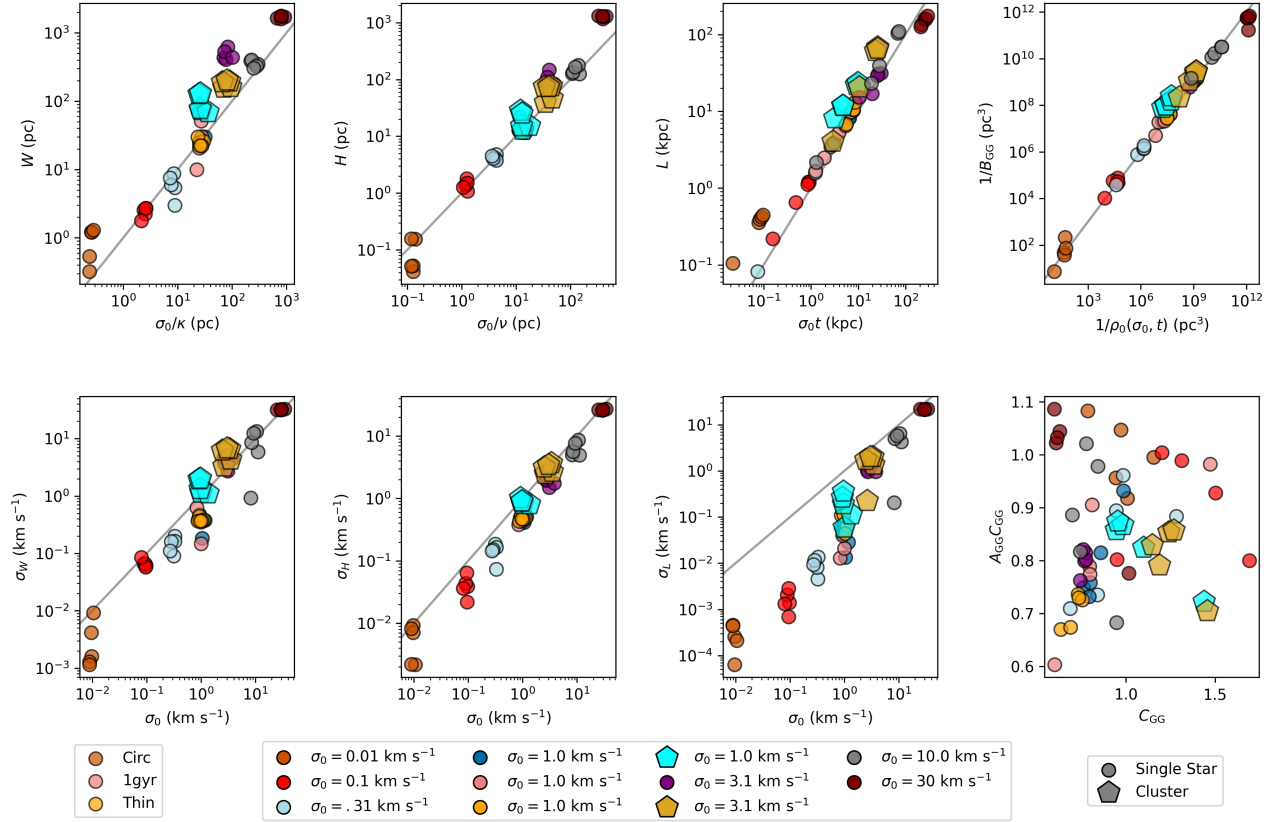 10³ 10² 10¹ 10⁰
W (pc)
10⁰ 10¹ 10² 10³
σ₀/κ (pc)
10³ 10² 10¹ 10⁰ 10⁻¹
H (pc)
10⁻¹ 10⁰ 10¹ 10²
σ₀/ν (pc)
10² 10¹ 10⁰ 10⁻¹
L (kpc)
10⁻¹ 10⁰ 10¹ 10²
σ₀t (kpc)
10¹² 10¹⁰ 10⁸ 10⁶ 10⁴ 10²
1/B_GG (pc³)
10³ 10⁶ 10⁹ 10¹²
1/ρ₀(σ₀, t) (pc³)
10¹ 10⁰ 10⁻¹ 10⁻² 10⁻³
σ_W (km s⁻¹)
10⁻² 10⁻¹ 10⁰ 10¹
σ₀ (km s⁻¹)
10¹ 10⁰ 10⁻¹ 10⁻²
σ_H (km s⁻¹)
10⁻² 10⁻¹ 10⁰ 10¹
σ₀ (km s⁻¹)
10¹ 10⁰ 10⁻¹ 10⁻² 10⁻³ 10⁻⁴
σ_L (km s⁻¹)
10⁻² 10⁻¹ 10⁰ 10¹
σ₀ (km s⁻¹)
1.1 1.0 0.9 0.8 0.7 0.6
A_GG C_GG
1.0 1.5
C_GG
Circ
1gyr
Thin
σ₀ = 0.01 km s⁻¹
σ₀ = 0.1 km s⁻¹
σ₀ = .31 km s⁻¹
σ₀ = 1.0 km s⁻¹
σ₀ = 1.0 km s⁻¹
σ₀ = 1.0 km s⁻¹
σ₀ = 1.0 km s⁻¹
σ₀ = 3.1 km s⁻¹
σ₀ = 3.1 km s⁻¹
σ₀ = 10.0 km s⁻¹
σ₀ = 30 km s⁻¹
Single Star
Cluster